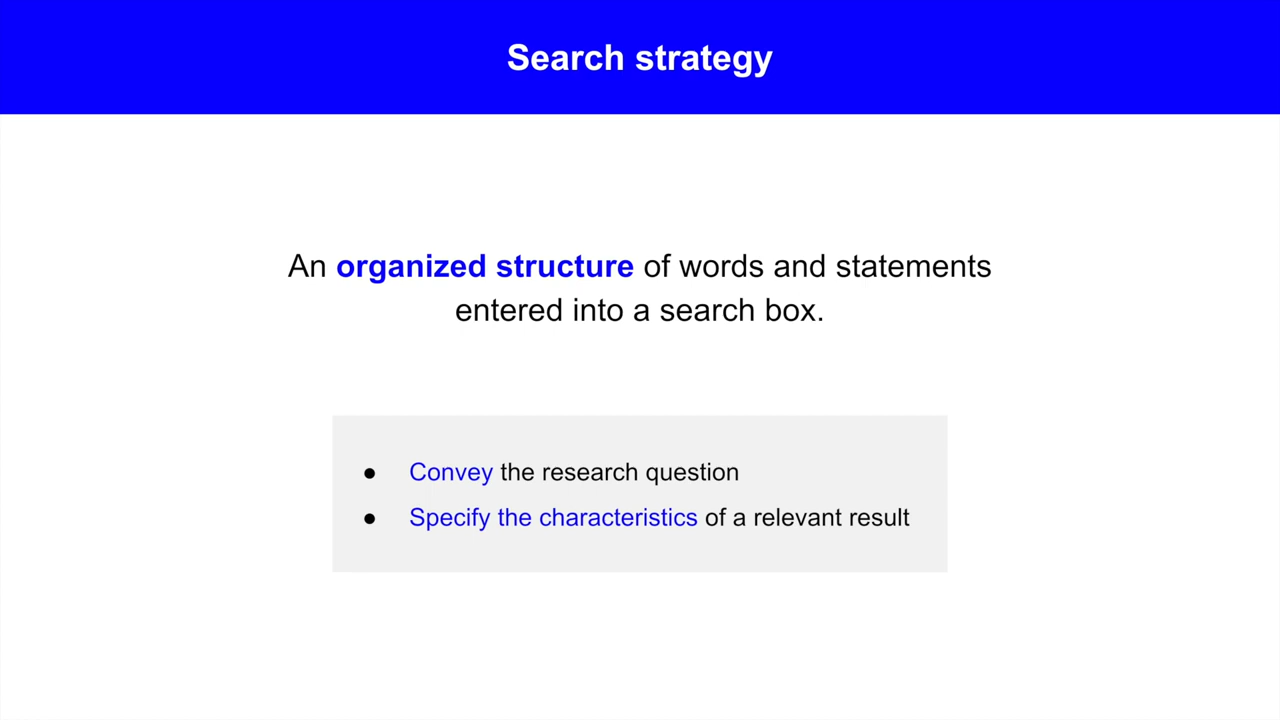 Search strategy
An organized structure of words and statements
entered into a search box.
● Convey the research question
● Specify the characteristics of a relevant result